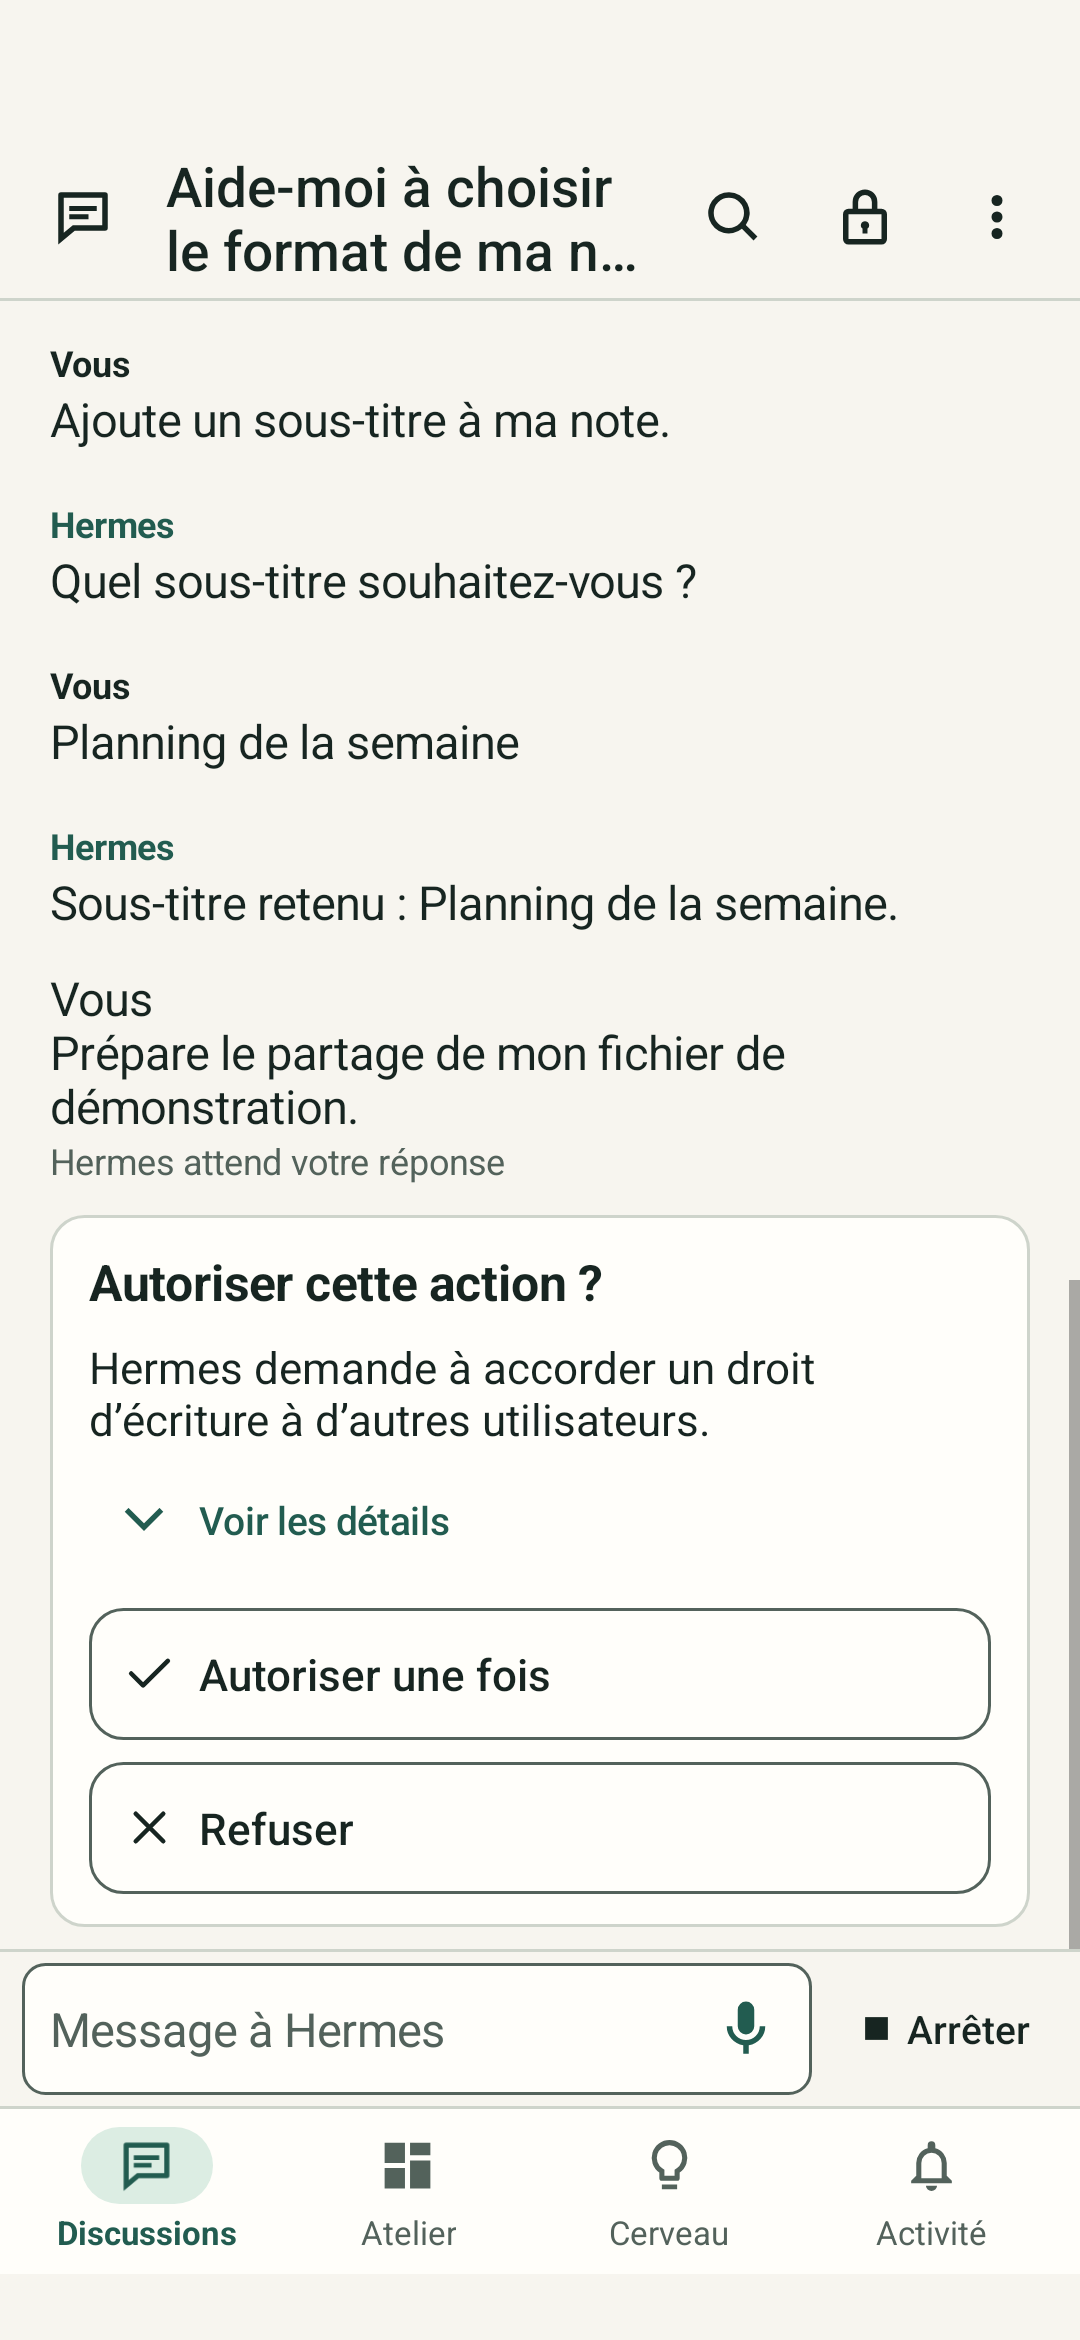 Aide-moi à choisir
le format de ma n...
Vous
Ajoute un sous-titre à ma note.
Hermes
Quel sous-titre souhaitez-vous ?
Vous
Planning de la semaine
Hermes
Sous-titre retenu : Planning de la semaine.
Vous
Prépare le partage de mon fichier de
démonstration.
Hermes attend votre réponse
Autoriser cette action ?
Hermes demande à accorder un droit
d’écriture à d’autres utilisateurs.
Voir les détails
Autoriser une fois
Refuser
Message à Hermes
Arrêter
Discussions
Atelier
Cerveau
Activité